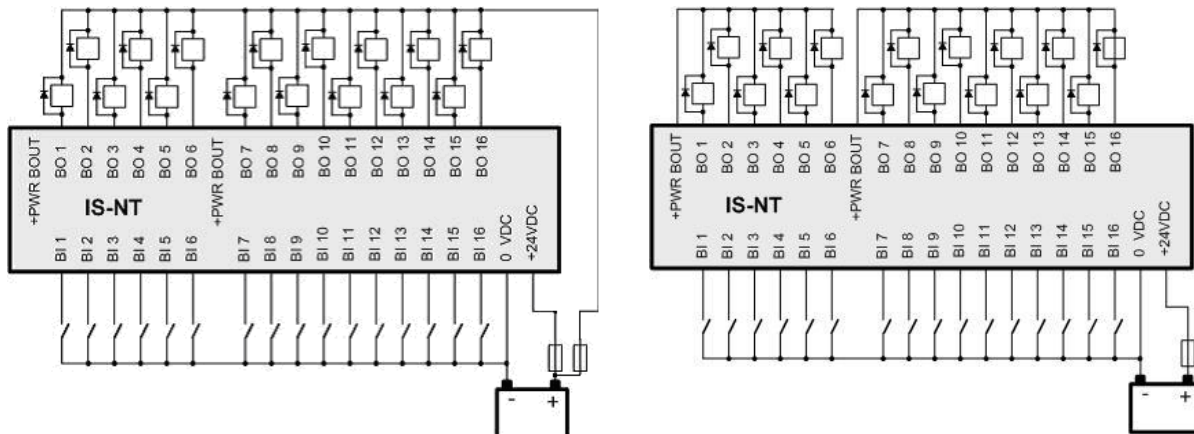 +PWR BOUT
BO 1
BO 2
BO 3
BO 4
BO 5
BO 6
+PWR BOUT
BO 7
BO 8
BO 9
BO 10
BO 11
BO 12
BO 13
BO 14
BO 15
BO 16
IS-NT
BI 1
BI 2
BI 3
BI 4
BI 5
BI 6
BI 7
BI 8
BI 9
BI 10
BI 11
BI 12
BI 13
BI 14
BI 15
BI 16
0 VDC
+24VDC
- +
+PWR BOUT
BO 1
BO 2
BO 3
BO 4
BO 5
BO 6
+PWR BOUT
BO 7
BO 8
BO 9
BO 10
BO 11
BO 12
BO 13
BO 14
BO 15
BO 16
IS-NT
BI 1
BI 2
BI 3
BI 4
BI 5
BI 6
BI 7
BI 8
BI 9
BI 10
BI 11
BI 12
BI 13
BI 14
BI 15
BI 16
0 VDC
+24VDC
- +